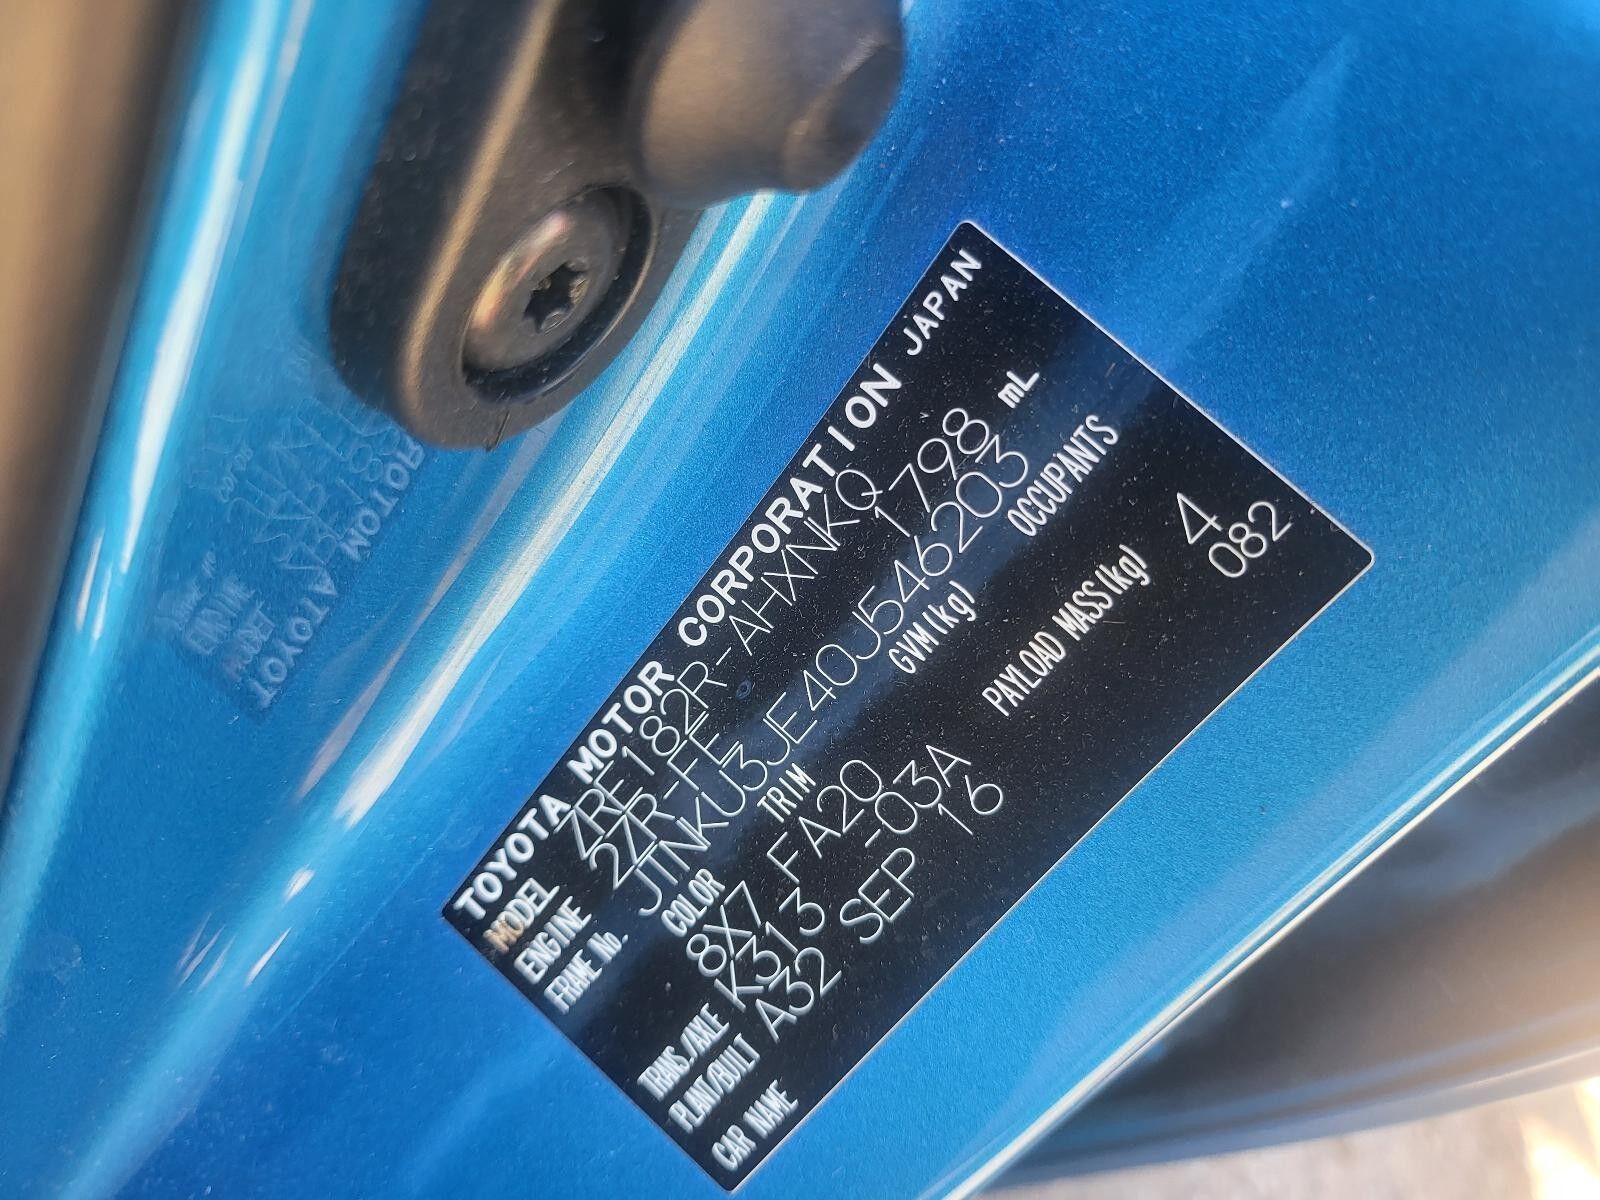 TOYOTA MOTOR CORPORATION JAPAN
MODEL ZRE182R-AHXNKQ
ENGINE 2ZR-FE 1798 mL
FRAME No. JTNKU3JE40J546203
COLOR TRIM GVM(kg) OCCUPANTS
8X7 FA20 4
TRANS./AXLE K313 -03A PAYLOAD MASS(kg) 082
PLANT/BUILT A32 SEP 16
CAR NAME